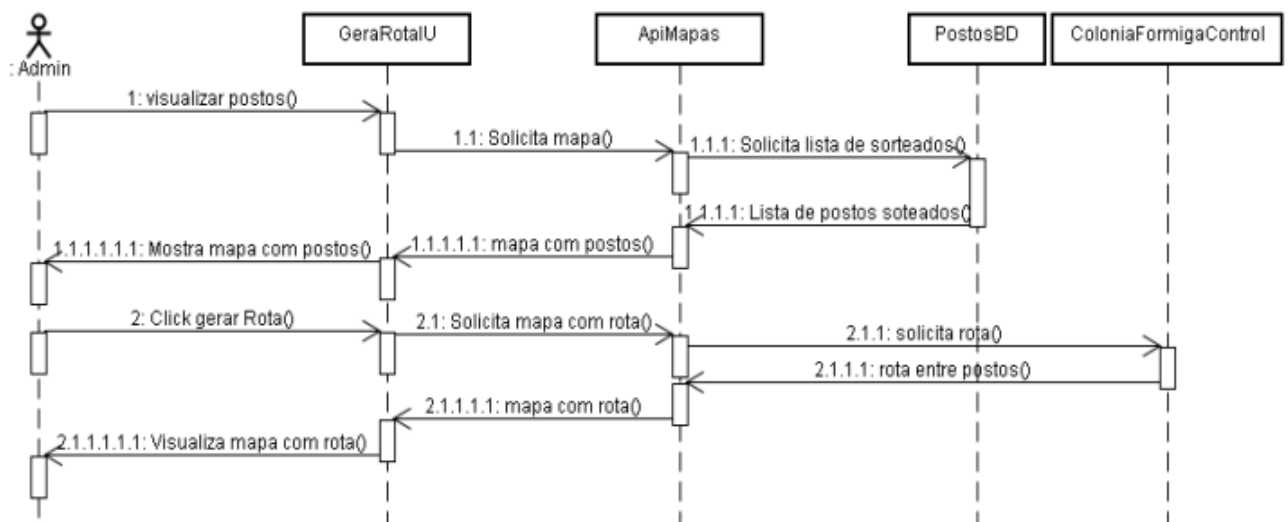 GeraRotaIU
ApiMapas
PostosBD
ColoniaFormigaControl
: Admin
1: visualizar postos()
1.1: Solicita mapa()
1.1.1: Solicita lista de sorteados()
1.1.1.1: Lista de postos soteados()
1.1.1.1.1: mapa com postos()
1.1.1.1.1.1: Mostra mapa com postos()
2: Click gerar Rota()
2.1: Solicita mapa com rota()
2.1.1: solicita rota()
2.1.1.1: rota entre postos()
2.1.1.1.1: mapa com rota()
2.1.1.1.1.1: Visualiza mapa com rota()